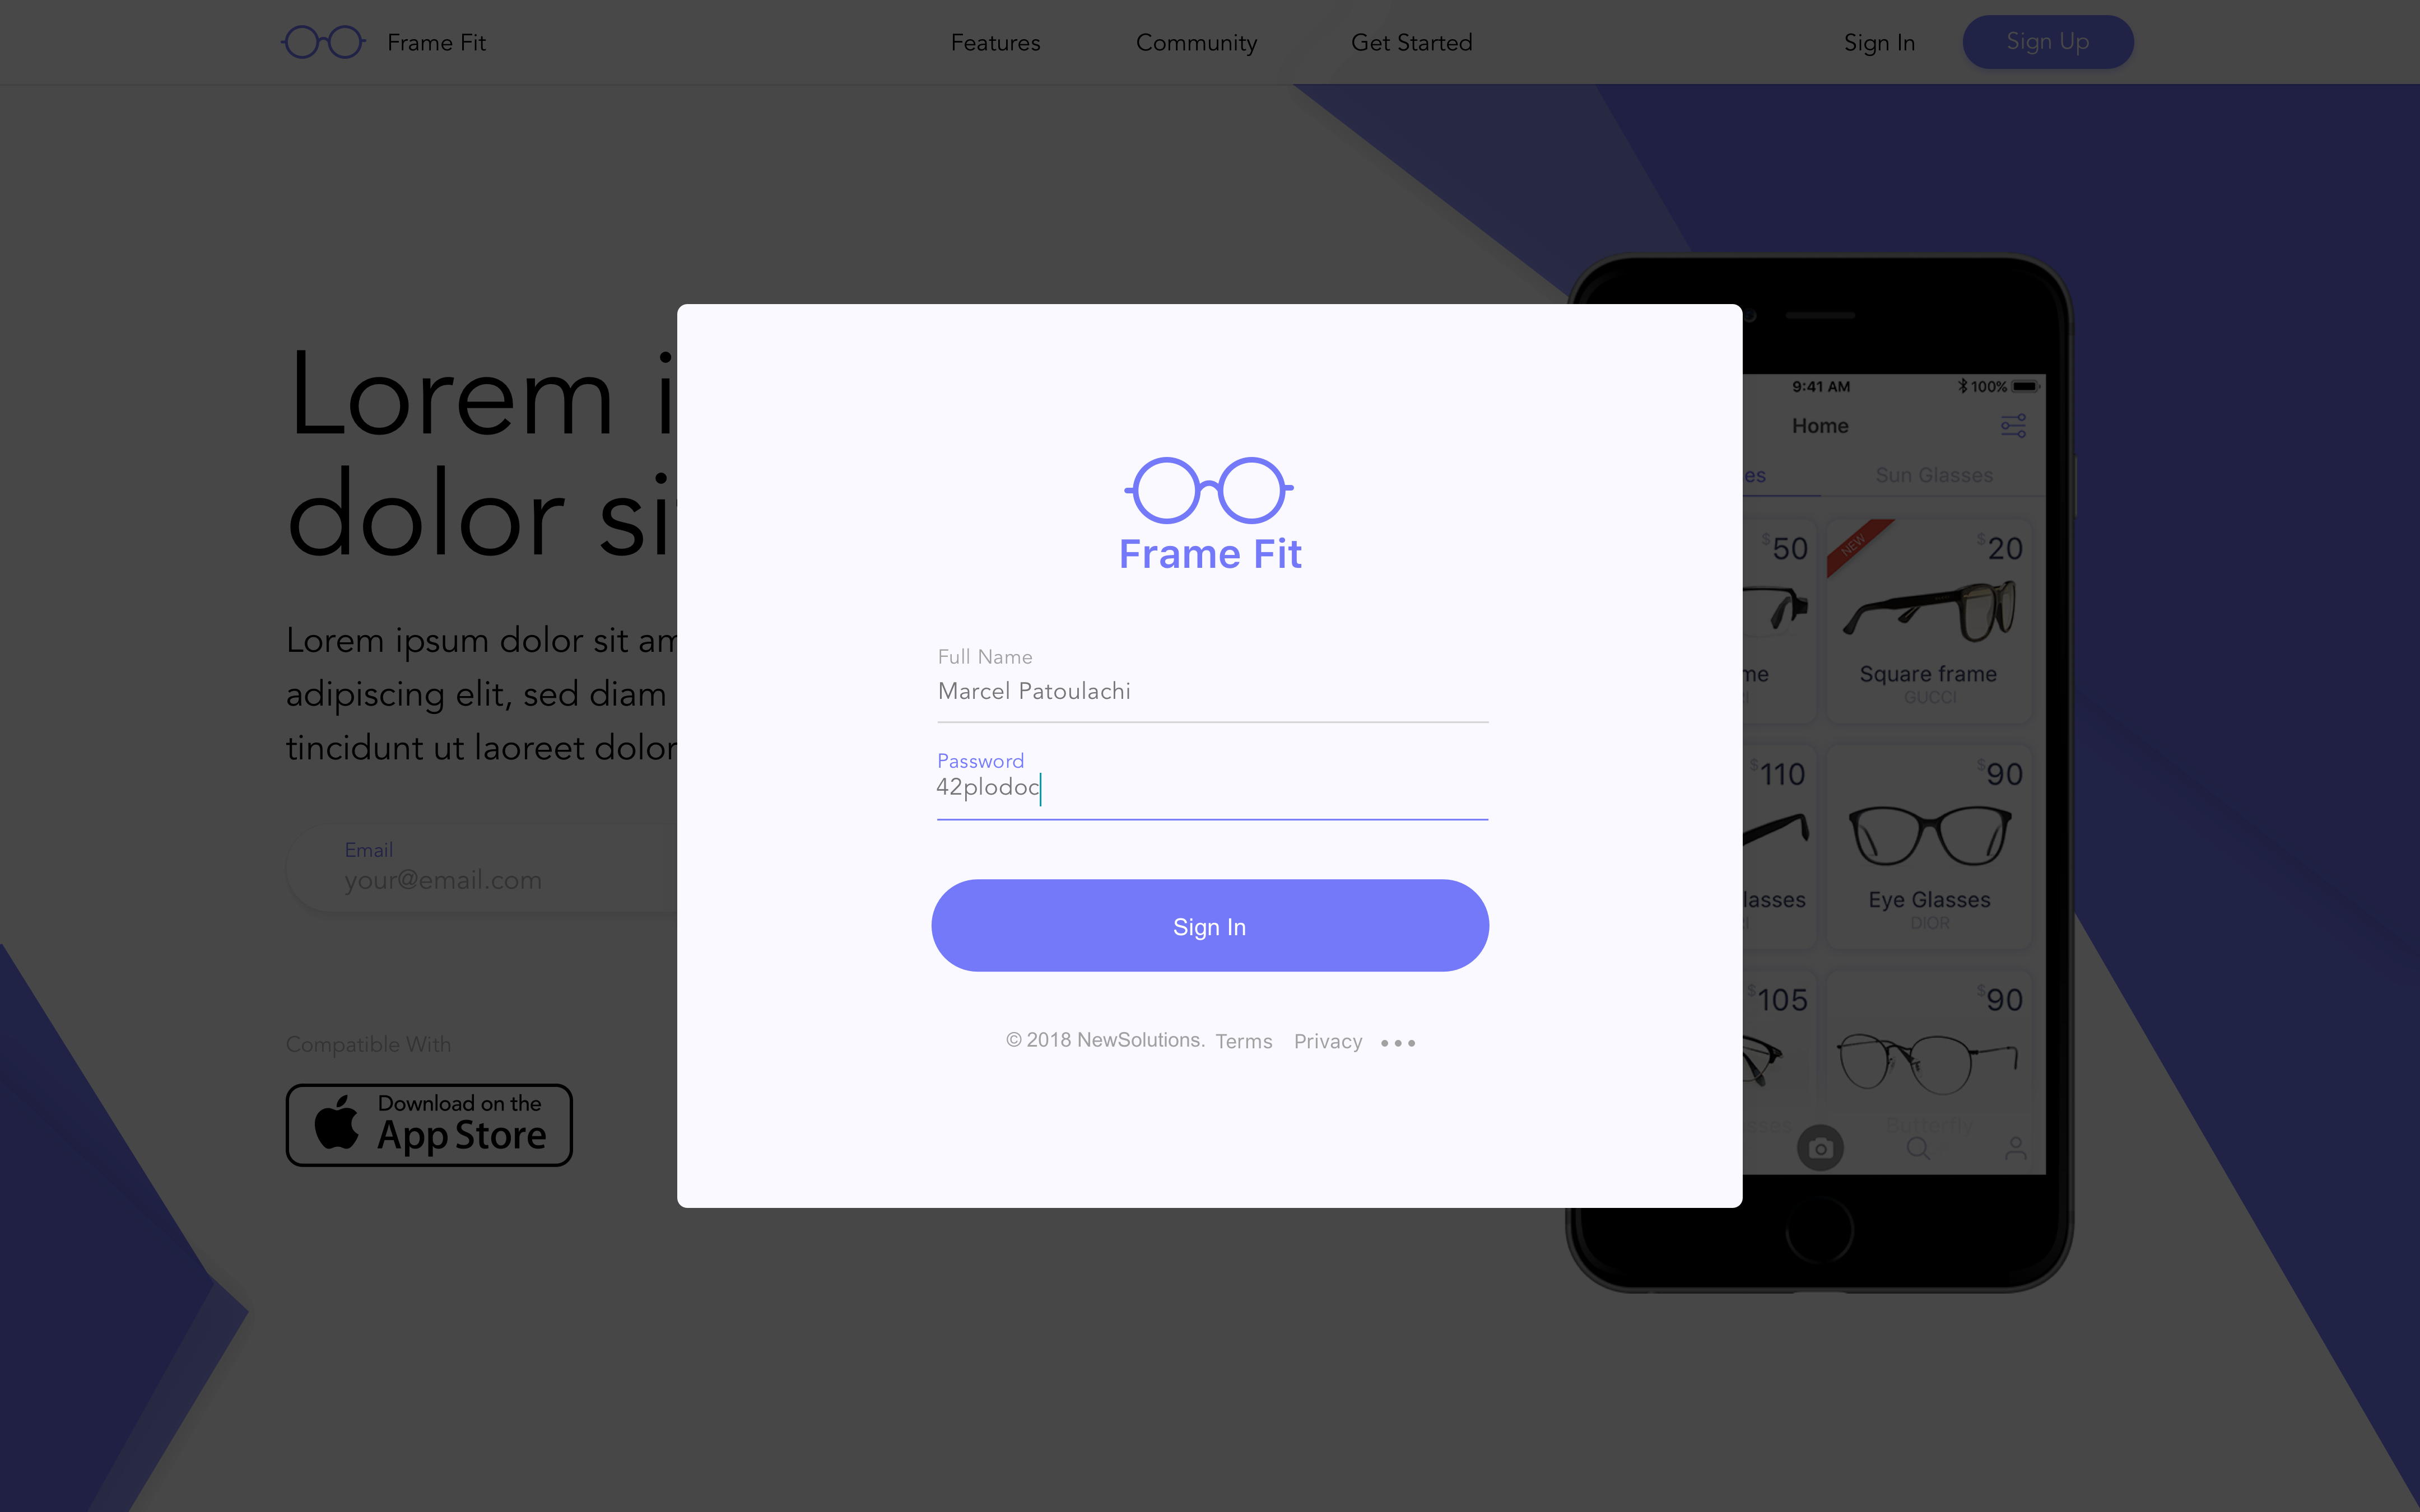 Frame Fit
Features
Community
Get Started
Sign In
Sign Up
Lorem i
dolor si
Lorem ipsum dolor sit am
adipiscing elit, sed diam
tincidunt ut laoreet dolor
Email
your@email.com
Compatible With
Download on the
App Store
Frame Fit
Full Name
Marcel Patoulachi
Password
42plodoc
Sign In
© 2018 NewSolutions. Terms Privacy
9:41 AM
100%
Home
es
Sun Glasses
$50
NEW
$20
me
Square frame
GUCCI
$110
$90
lasses
Eye Glasses
DIOR
$105
$90
sses
Butterfly